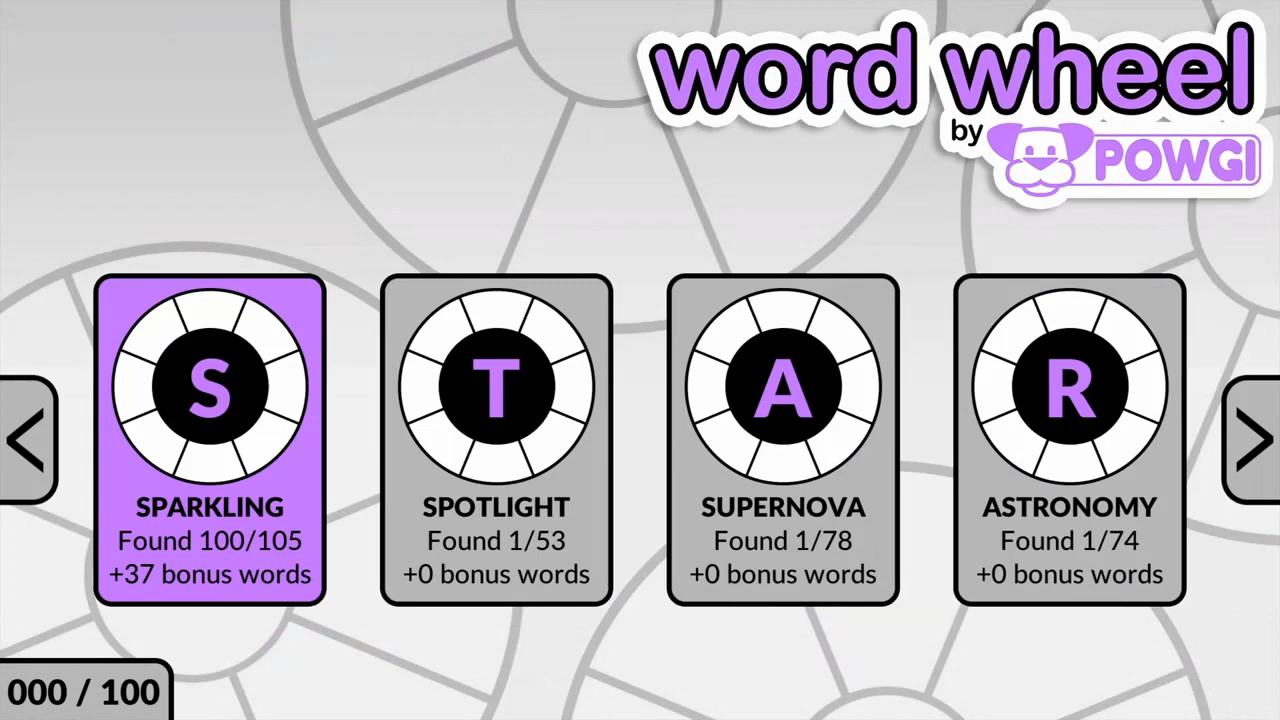 word wheel
by POWGI
<
S
SPARKLING
Found 100/105
+37 bonus words
T
SPOTLIGHT
Found 1/53
+0 bonus words
A
SUPERNOVA
Found 1/78
+0 bonus words
R
ASTRONOMY
Found 1/74
+0 bonus words
>
000 / 100